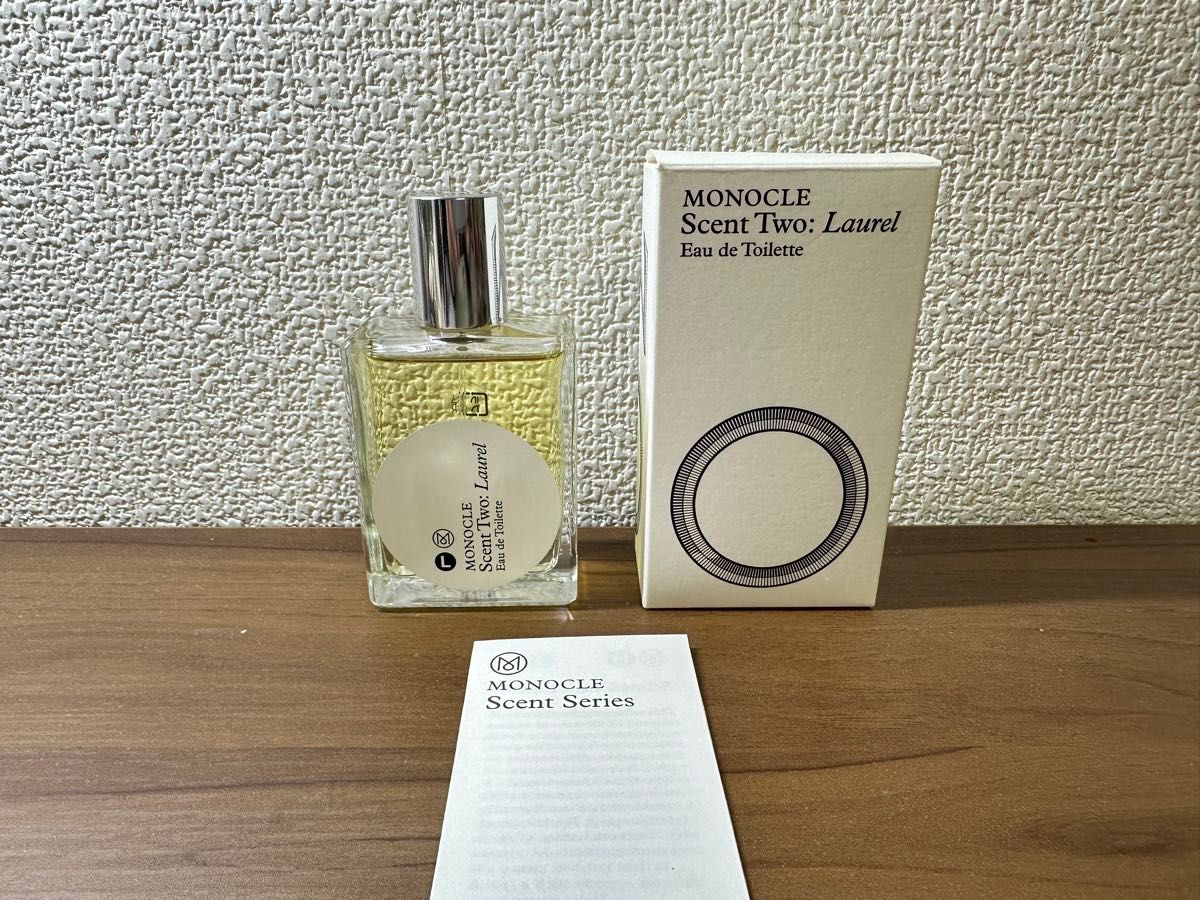 MONOCLE
Scent Two: Laurel
Eau de Toilette
L
MONOCLE
Scent Two: Laurel
Eau de Toilette
MONOCLE
Scent Series